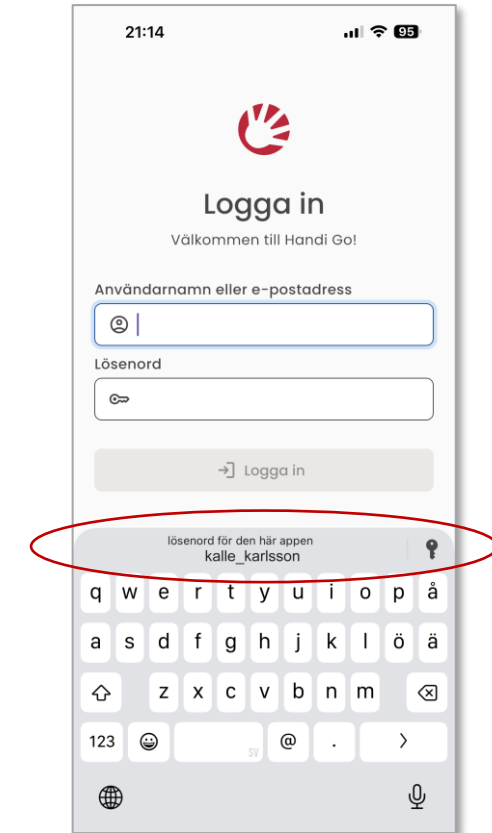 21:14
95
Logga in
Välkommen till Handi Go!
Användarnamn eller e-postadress
Lösenord
Logga in
lösenord för den här appen
kalle_karlsson
q w e r t y u i o p å
a s d f g h j k l ö ä
z x c v b n m
123 SV @ .